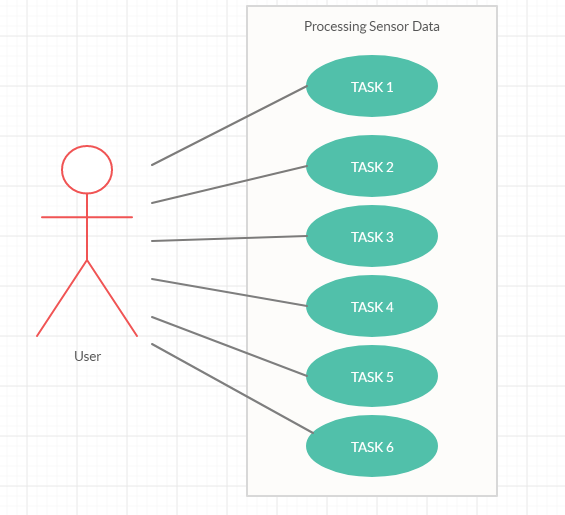 Processing Sensor Data
TASK 1
TASK 2
TASK 3
TASK 4
TASK 5
TASK 6
User